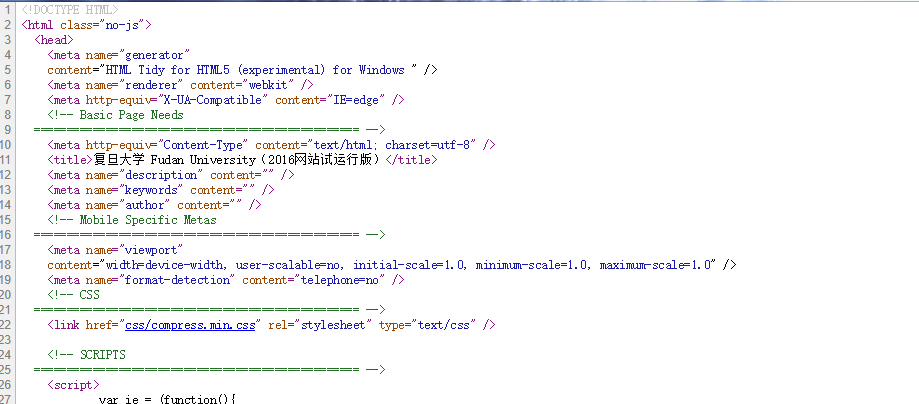 1 <!DOCTYPE HTML>
2 <html class="no-js">
3 <head>
4 <meta name="generator"
5 content="HTML Tidy for HTML5 (experimental) for Windows " />
6 <meta name="renderer" content="webkit" />
7 <meta http-equiv="X-UA-Compatible" content="IE=edge" />
8 <!-- Basic Page Needs
9 ======================================= -->
10 <meta http-equiv="Content-Type" content="text/html; charset=utf-8" />
11 <title>复旦大学 Fudan University（2016网站试运行版）</title>
12 <meta name="description" content="" />
13 <meta name="keywords" content="" />
14 <meta name="author" content="" />
15 <!-- Mobile Specific Metas
16 ======================================= -->
17 <meta name="viewport"
18 content="width=device-width, user-scalable=no, initial-scale=1.0, minimum-scale=1.0, maximum-scale=1.0" />
19 <meta name="format-detection" content="telephone=no" />
20 <!-- CSS
21 ======================================= -->
22 <link href="css/compress.min.css" rel="stylesheet" type="text/css" />
23
24 <!-- SCRIPTS
25 ======================================= -->
26 <script>
27 var ie = (function(){